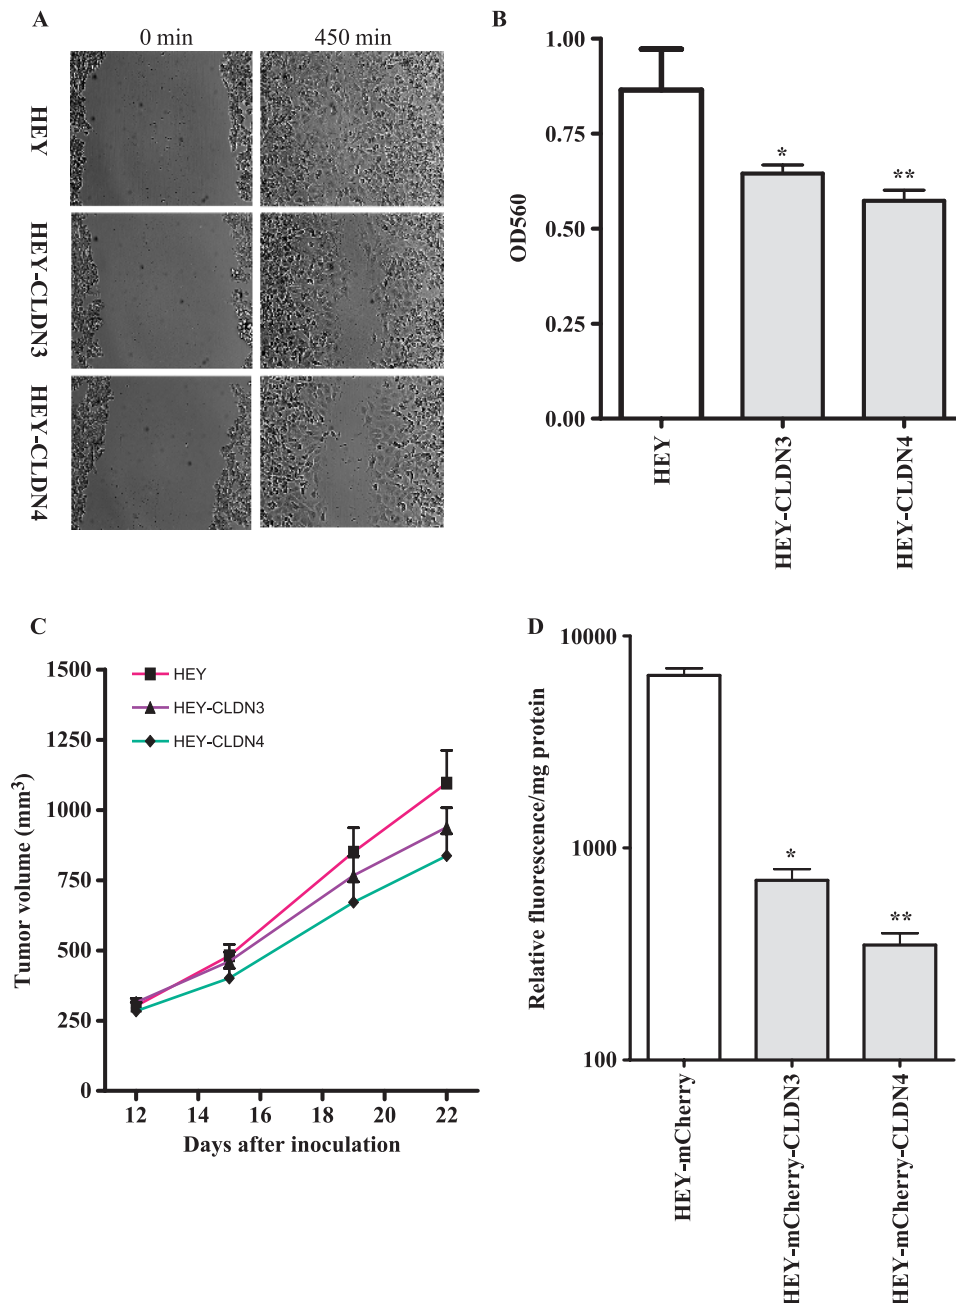 A
0 min
450 min
HEY
HEY-CLDN3
HEY-CLDN4
B
1.00
0.75
0.50
0.25
0.00
OD560
*
**
HEY
HEY-CLDN3
HEY-CLDN4
C
1500
1250
1000
750
500
250
0
Tumor volume (mm³)
HEY
HEY-CLDN3
HEY-CLDN4
12 14 16 18 20 22
Days after inoculation
D
10000
1000
100
Relative fluorescence/mg protein
*
**
HEY-mCherry
HEY-mCherry-CLDN3
HEY-mCherry-CLDN4